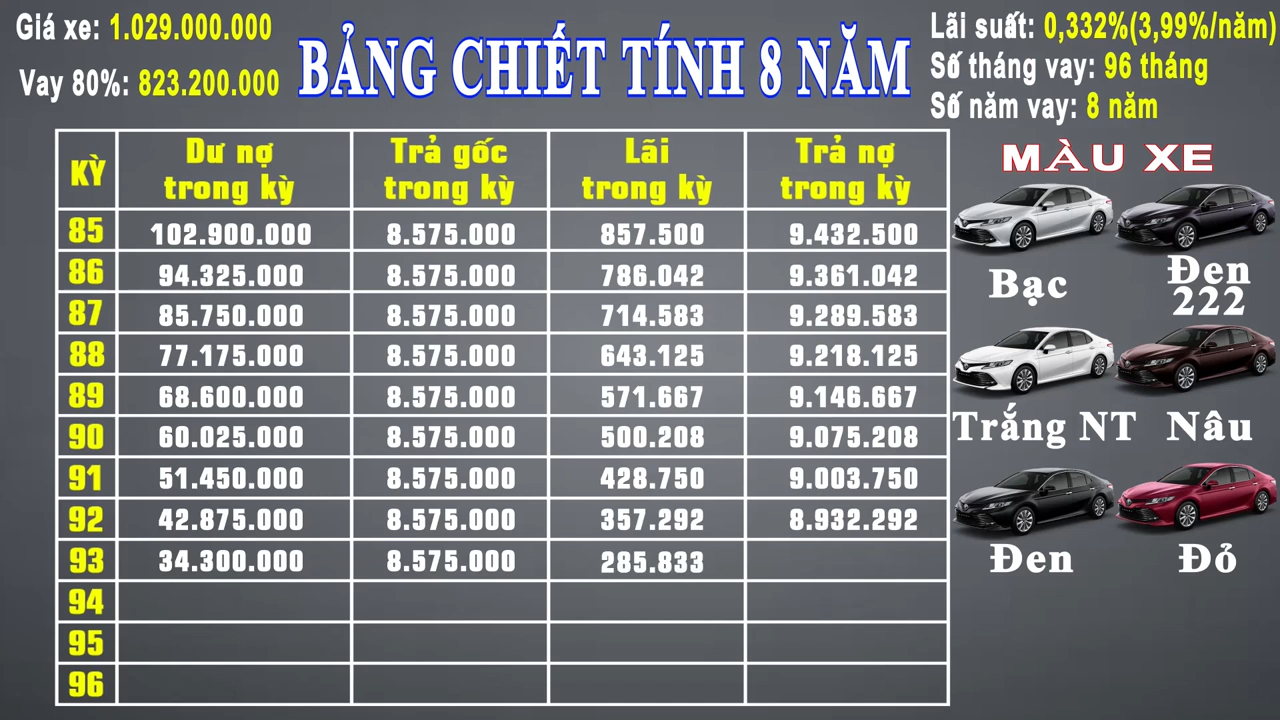 Giá xe: 1.029.000.000
Vay 80%: 823.200.000
BẢNG CHIẾT TÍNH 8 NĂM
Lãi suất: 0,332%(3,99%/năm)
Số tháng vay: 96 tháng
Số năm vay: 8 năm
KỲ Dư nợ trong kỳ Trả gốc trong kỳ Lãi trong kỳ Trả nợ trong kỳ
85 102.900.000 8.575.000 857.500 9.432.500
86 94.325.000 8.575.000 786.042 9.361.042
87 85.750.000 8.575.000 714.583 9.289.583
88 77.175.000 8.575.000 643.125 9.218.125
89 68.600.000 8.575.000 571.667 9.146.667
90 60.025.000 8.575.000 500.208 9.075.208
91 51.450.000 8.575.000 428.750 9.003.750
92 42.875.000 8.575.000 357.292 8.932.292
93 34.300.000 8.575.000 285.833
94
95
96
MÀU XE
Bạc
Đen 222
Trắng NT
Nâu
Đen
Đỏ